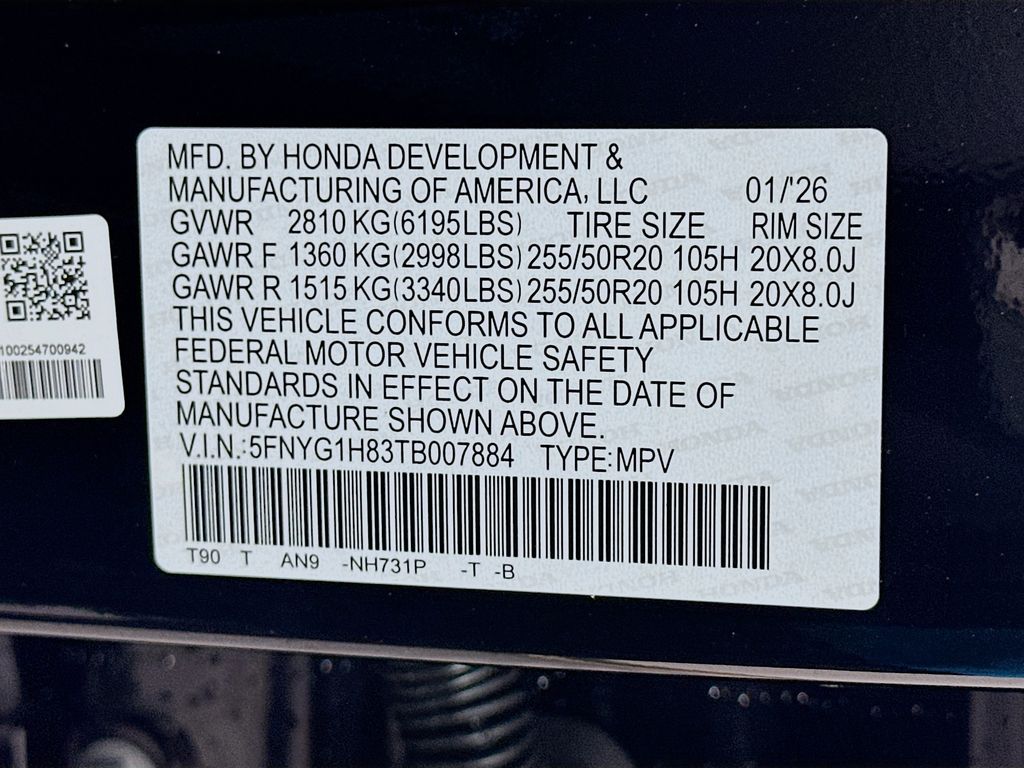 MFD. BY HONDA DEVELOPMENT &
MANUFACTURING OF AMERICA, LLC 01/'26
GVWR 2810 KG(6195LBS) TIRE SIZE RIM SIZE
GAWR F 1360 KG(2998LBS) 255/50R20 105H 20X8.0J
GAWR R 1515 KG(3340LBS) 255/50R20 105H 20X8.0J
THIS VEHICLE CONFORMS TO ALL APPLICABLE
FEDERAL MOTOR VEHICLE SAFETY
STANDARDS IN EFFECT ON THE DATE OF
MANUFACTURE SHOWN ABOVE.
V.I.N.:5FNYG1H83TB007884 TYPE:MPV
T90 T AN9 -NH731P -T -B
100254700942